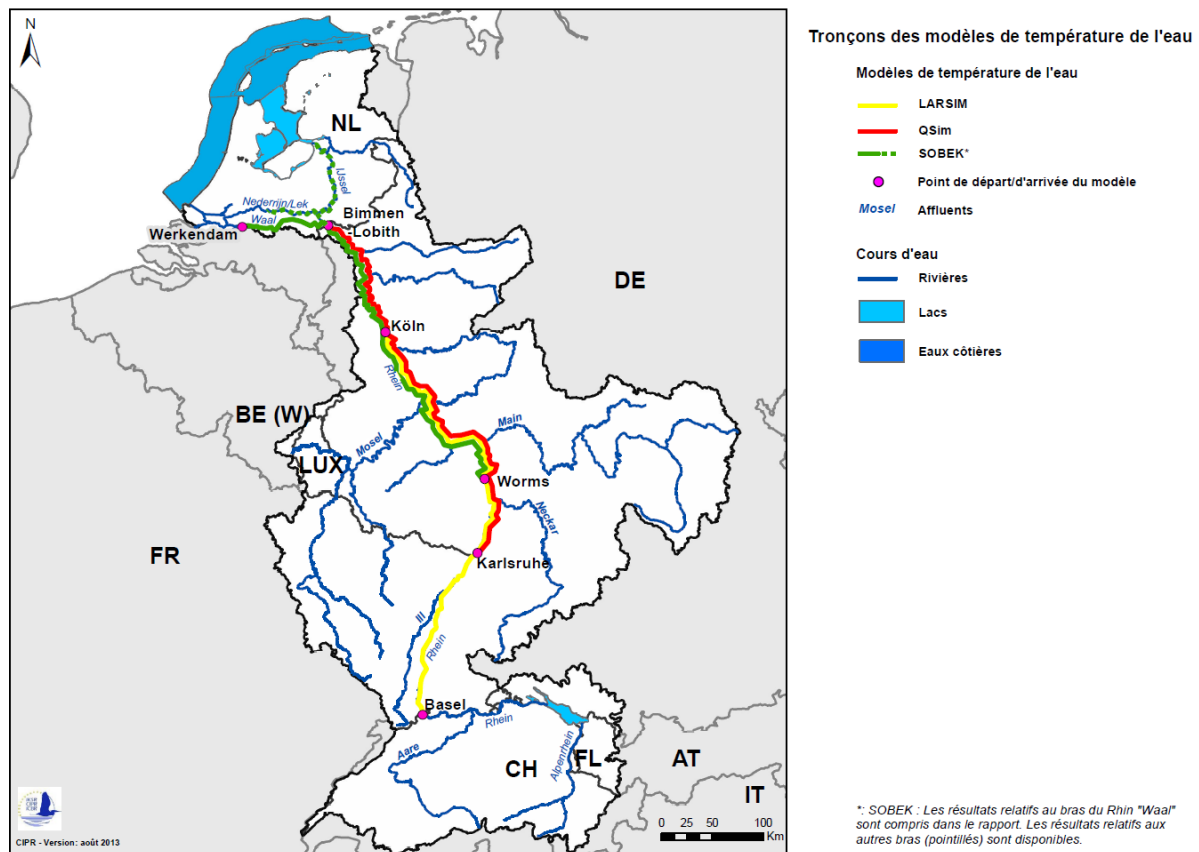 N
NL
IJssel
Nederrijn/Lek
Waal
Bimmen
-Lobith
Werkendam
DE
Köln
Rhein
BE (W)
Mosel
Main
LUX
Worms
Neckar
FR
Karlsruhe
Ill
Rhein
Basel
Rhein
Aare
Alpenrhein
CH
FL
AT
IT
0 25 50 100
Km
CIPR - Version: août 2013
Tronçons des modèles de température de l'eau
Modèles de température de l'eau
LARSIM
QSim
SOBEK*
Point de départ/d'arrivée du modèle
Mosel Affluents
Cours d'eau
Rivières
Lacs
Eaux côtières
*: SOBEK : Les résultats relatifs au bras du Rhin "Waal"
sont compris dans le rapport. Les résultats relatifs aux
autres bras (pointillés) sont disponibles.